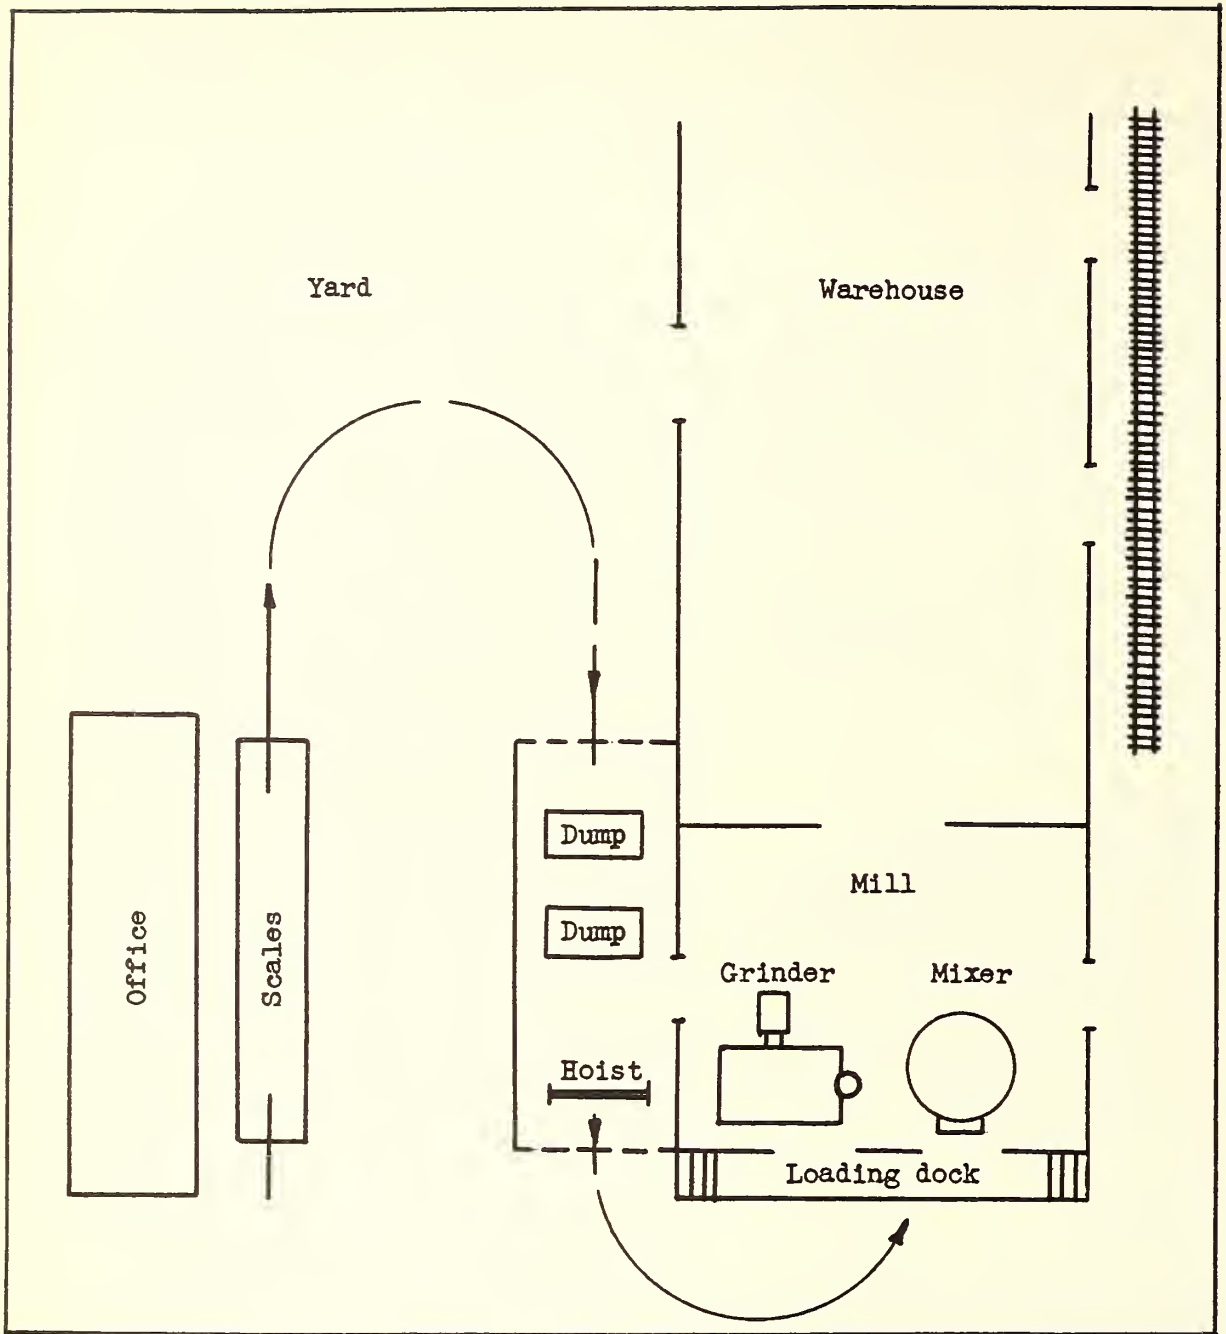 Yard
Warehouse
Office
Scales
Dump
Dump
Mill
Grinder
Mixer
Hoist
Loading dock